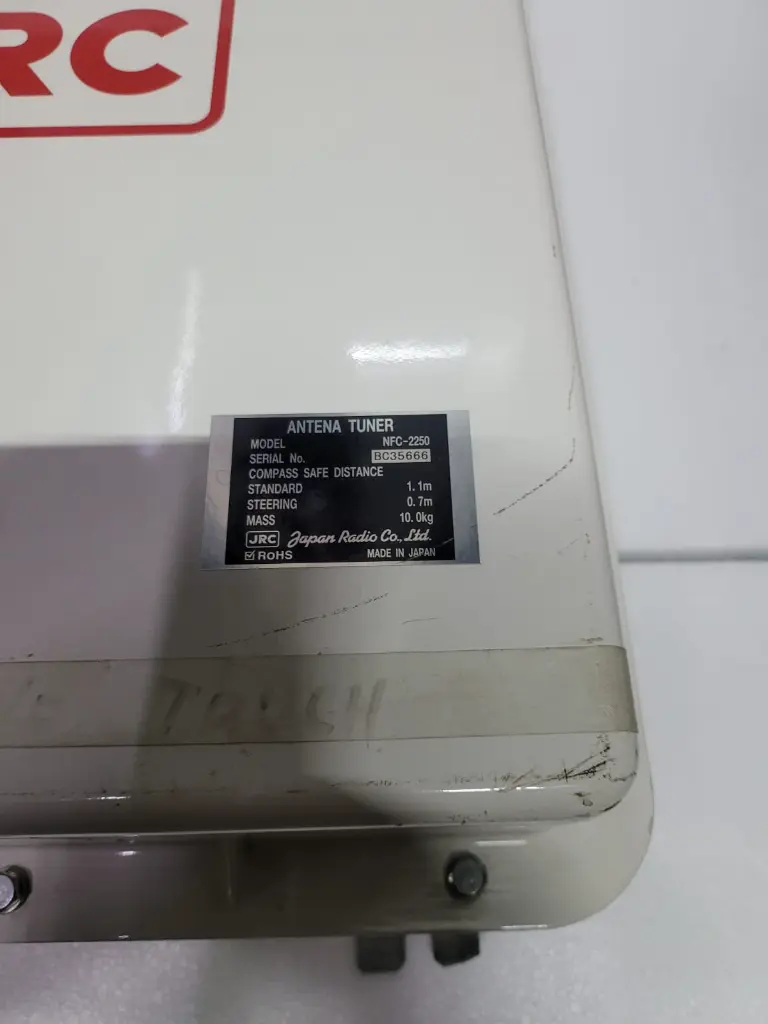 RC
ANTENA TUNER
MODEL NFC-2250
SERIAL No. BC35666
COMPASS SAFE DISTANCE
STANDARD 1.1m
STEERING 0.7m
MASS 10.0kg
JRC Japan Radio Co., Ltd.
RoHS MADE IN JAPAN
TOUCH